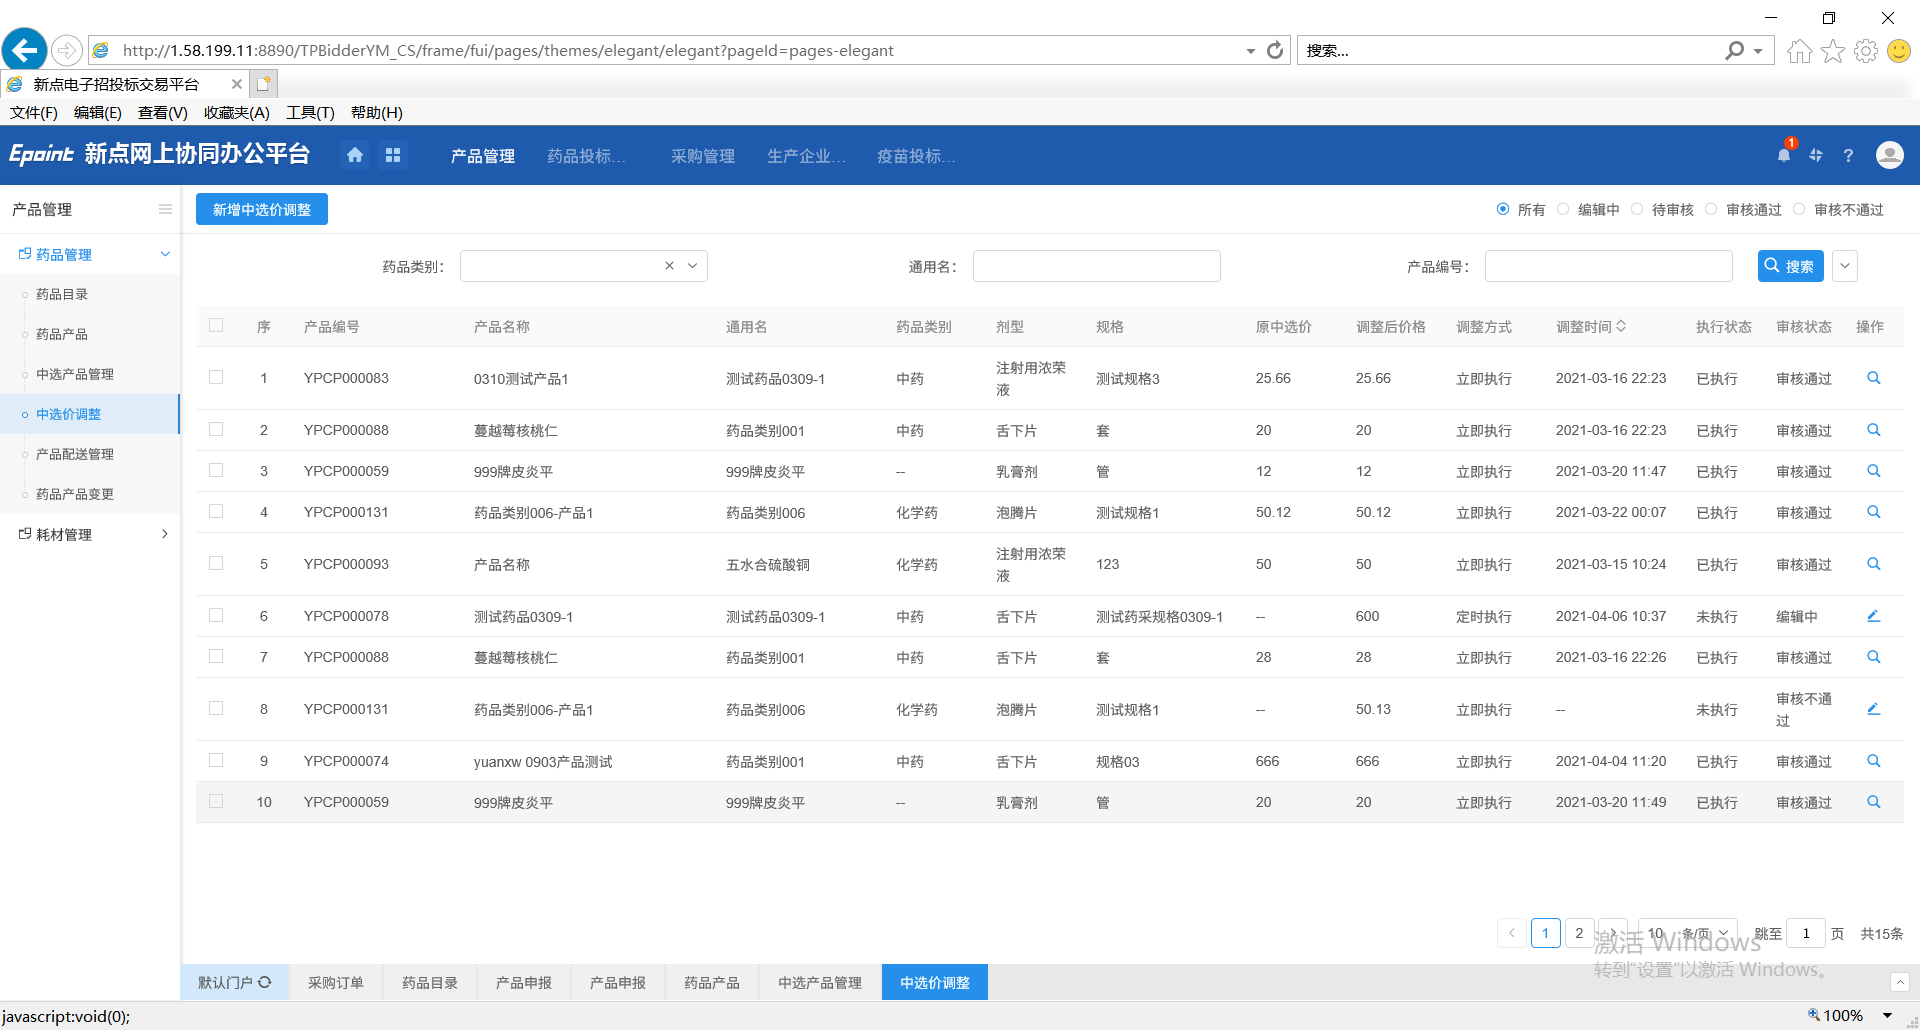 http://1.58.199.11:8890/TPBidderYM_CS/frame/fui/pages/themes/elegant/elegant?pageId=pages-elegant
搜索...
新点电子招投标交易平台
文件(F) 编辑(E) 查看(V) 收藏夹(A) 工具(T) 帮助(H)
Epoint 新点网上协同办公平台
产品管理 药品投标... 采购管理 生产企业... 疫苗投标...
1
?
产品管理
药品管理
药品目录
药品产品
中选产品管理
中选价调整
产品配送管理
药品产品变更
耗材管理
新增中选价调整
所有 编辑中 待审核 审核通过 审核不通过
药品类别： 通用名： 产品编号： 搜索
序 产品编号 产品名称 通用名 药品类别 剂型 规格 原中选价 调整后价格 调整方式 调整时间 执行状态 审核状态 操作
1 YPCP000083 0310测试产品1 测试药品0309-1 中药 注射用浓荣液 测试规格3 25.66 25.66 立即执行 2021-03-16 22:23 已执行 审核通过
2 YPCP000088 蔓越莓核桃仁 药品类别001 中药 舌下片 套 20 20 立即执行 2021-03-16 22:23 已执行 审核通过
3 YPCP000059 999牌皮炎平 999牌皮炎平 -- 乳膏剂 管 12 12 立即执行 2021-03-20 11:47 已执行 审核通过
4 YPCP000131 药品类别006-产品1 药品类别006 化学药 泡腾片 测试规格1 50.12 50.12 立即执行 2021-03-22 00:07 已执行 审核通过
5 YPCP000093 产品名称 五水合硫酸铜 化学药 注射用浓荣液 123 50 50 立即执行 2021-03-15 10:24 已执行 审核通过
6 YPCP000078 测试药品0309-1 测试药品0309-1 中药 舌下片 测试药采规格0309-1 -- 600 定时执行 2021-04-06 10:37 未执行 编辑中
7 YPCP000088 蔓越莓核桃仁 药品类别001 中药 舌下片 套 28 28 立即执行 2021-03-16 22:26 已执行 审核通过
8 YPCP000131 药品类别006-产品1 药品类别006 化学药 泡腾片 测试规格1 -- 50.13 立即执行 -- 未执行 审核不通过
9 YPCP000074 yuanxw 0903产品测试 药品类别001 中药 舌下片 规格03 666 666 立即执行 2021-04-04 11:20 已执行 审核通过
10 YPCP000059 999牌皮炎平 999牌皮炎平 -- 乳膏剂 管 20 20 立即执行 2021-03-20 11:49 已执行 审核通过
1 2 10 条/页 跳至 1 页 共15条
激活 Windows
转到"设置"以激活 Windows。
默认门户 采购订单 药品目录 产品申报 产品申报 药品产品 中选产品管理 中选价调整
javascript:void(0);
100%